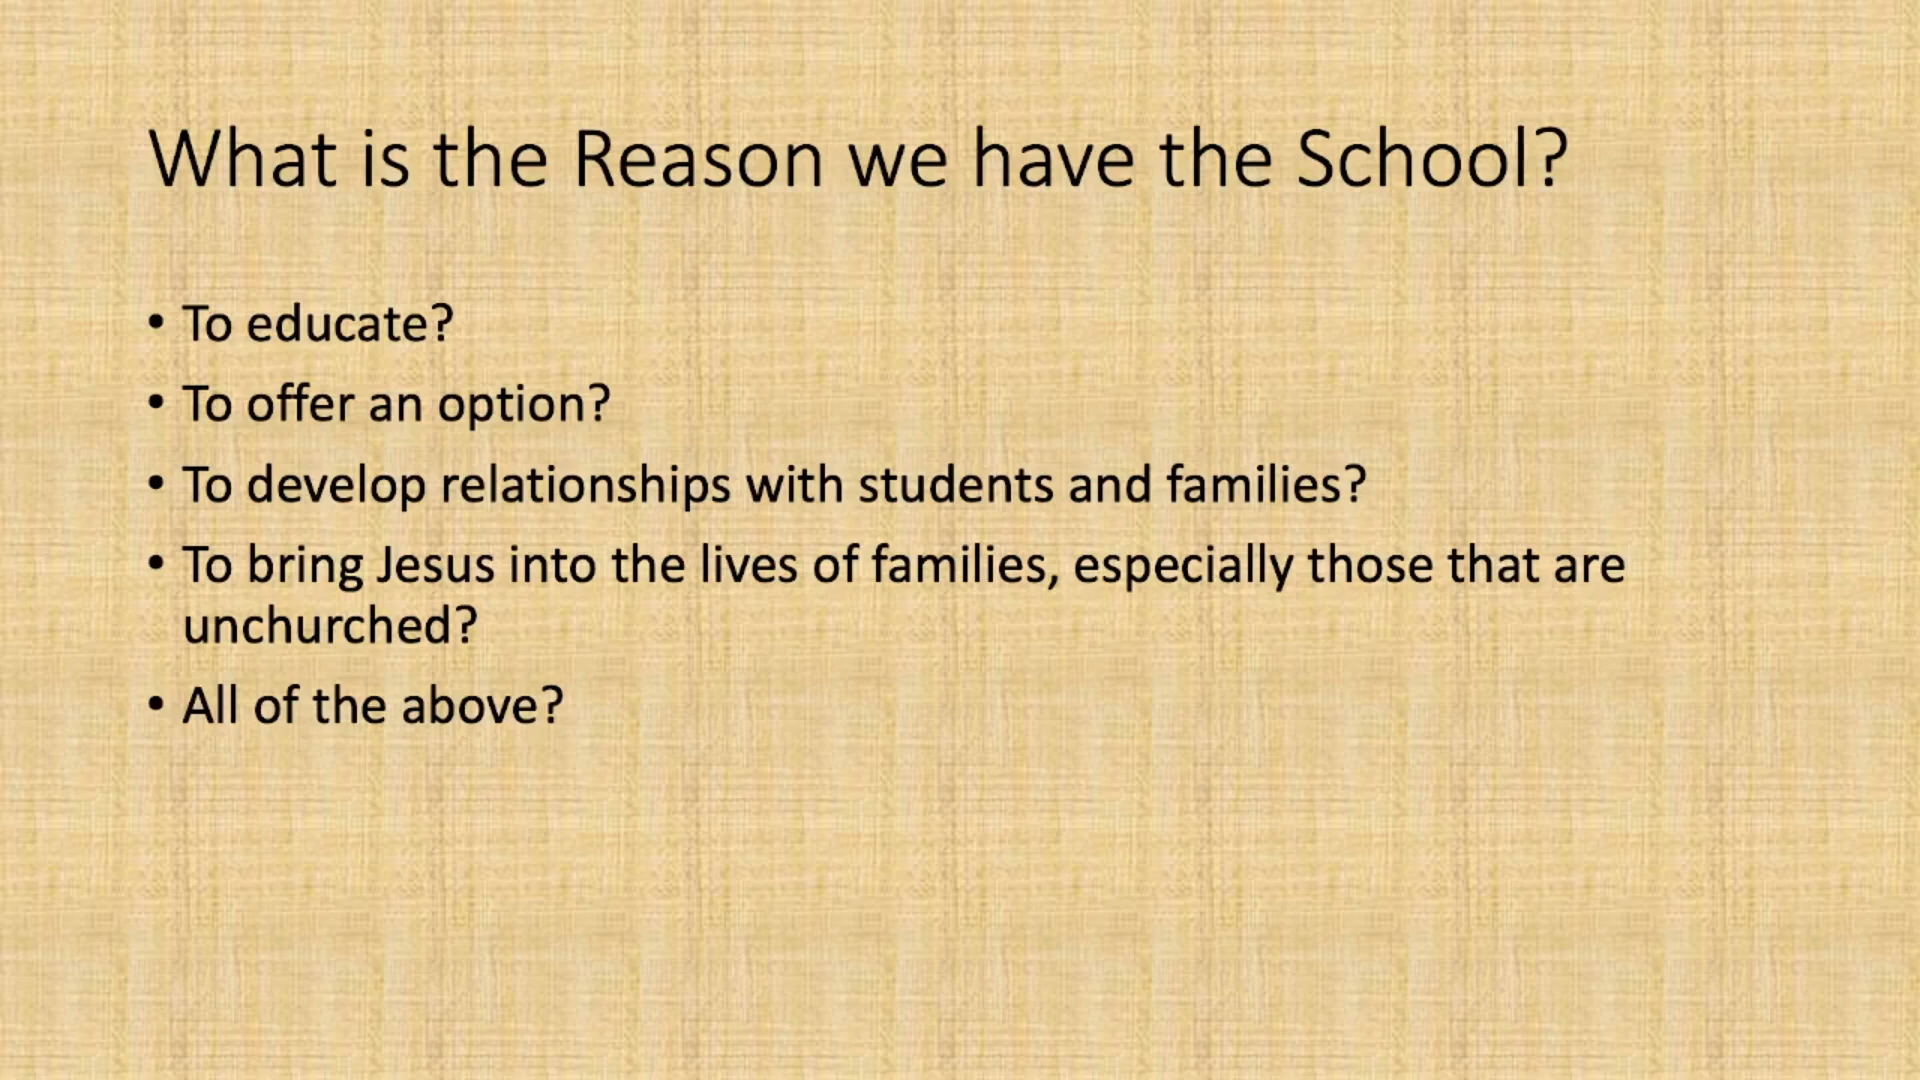 What is the Reason we have the School?
• To educate?
• To offer an option?
• To develop relationships with students and families?
• To bring Jesus into the lives of families, especially those that are
unchurched?
• All of the above?